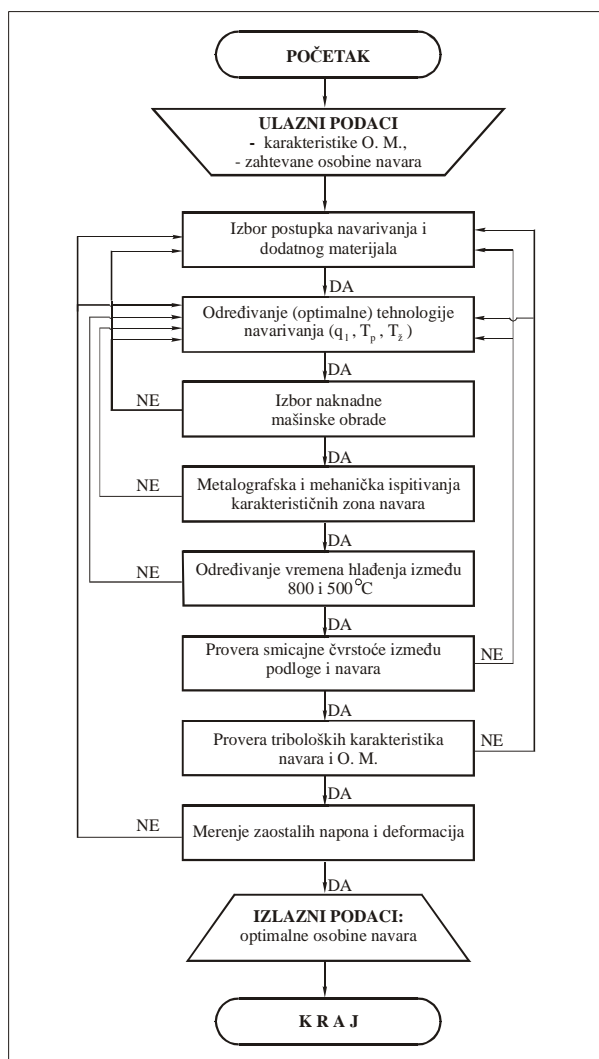 POČETAK
ULAZNI PODACI
- karakteristike O. M.,
- zahtevane osobine navara
Izbor postupka navarivanja i
dodatnog materijala
DA
Određivanje (optimalne) tehnologije
navarivanja (q₁, Tₚ, T_ž)
DA
NE
Izbor naknadne
mašinske obrade
DA
NE
Metalografska i mehanička ispitivanja
karakterističnih zona navara
DA
NE
Određivanje vremena hlađenja između
800 i 500°C
DA
Provera smicajne čvrstoće između
podloge i navara
NE
DA
Provera triboloških karakteristika
navara i O. M.
NE
DA
NE
Merenje zaostalih napona i deformacija
DA
IZLAZNI PODACI:
optimalne osobine navara
K R A J